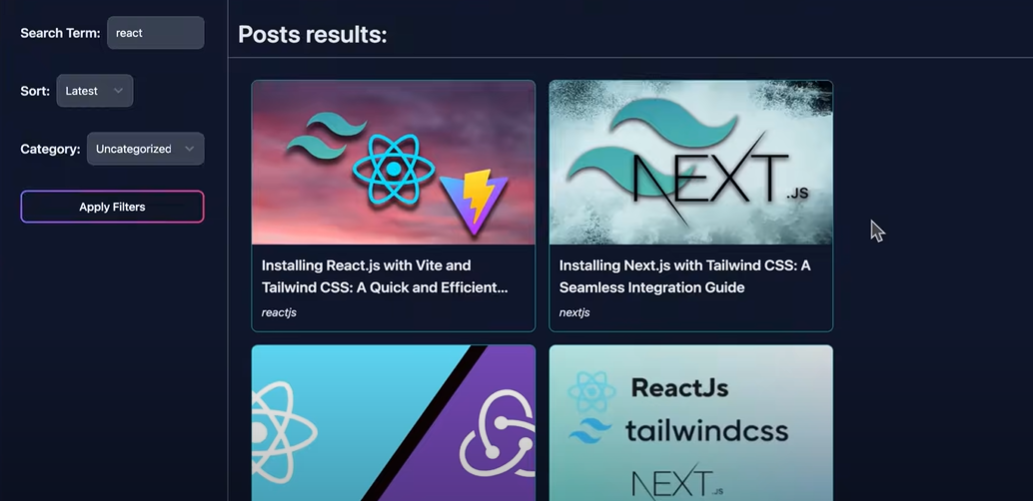 Search Term: react
Sort: Latest
Category: Uncategorized
Apply Filters
Posts results:
NEXT.JS
Installing React.js with Vite and
Tailwind CSS: A Quick and Efficient...
reactjs
Installing Next.js with Tailwind CSS: A
Seamless Integration Guide
nextjs
ReactJs
tailwindcss
NEXT.JS